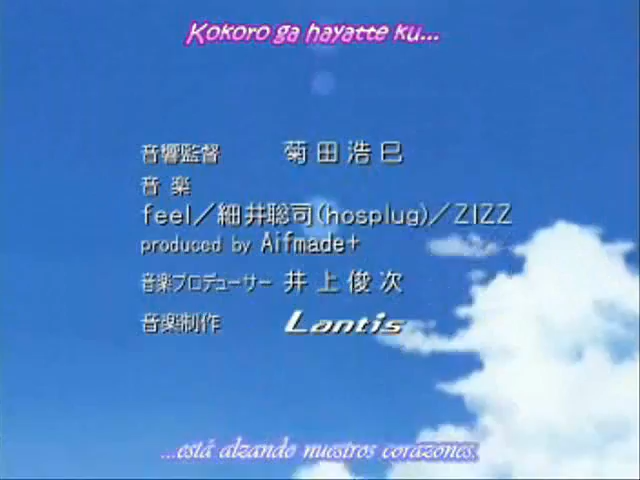 Kokoro ga hayatte ku...
音響監督 菊田浩巳
音楽
feel／細井聡司(hosplug)／ZIZZ
produced by Aifmade+
音楽プロデューサー 井上俊次
音楽制作 Lantis
...está alzando nuestros corazones.